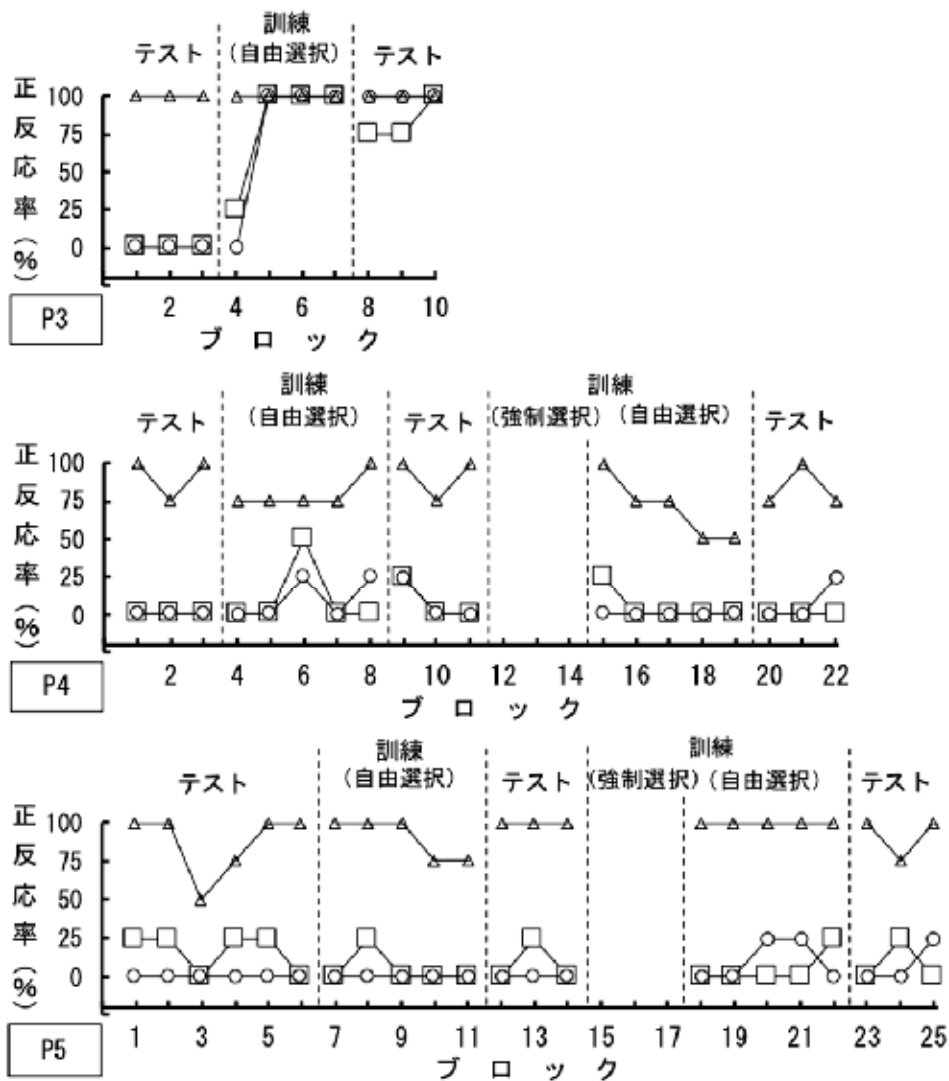 訓練
テスト (自由選択) テスト
正反応率(%)
100
75
50
25
0
2 4 6 8 10
P3
ブロック
訓練 訓練
テスト (自由選択) テスト (強制選択) (自由選択) テスト
正反応率(%)
100
75
50
25
0
2 4 6 8 10 12 14 16 18 20 22
P4
ブロック
訓練 訓練
テスト (自由選択) テスト (強制選択) (自由選択) テスト
正反応率(%)
100
75
50
25
0
1 3 5 7 9 11 13 15 17 19 21 23 25
P5
ブロック